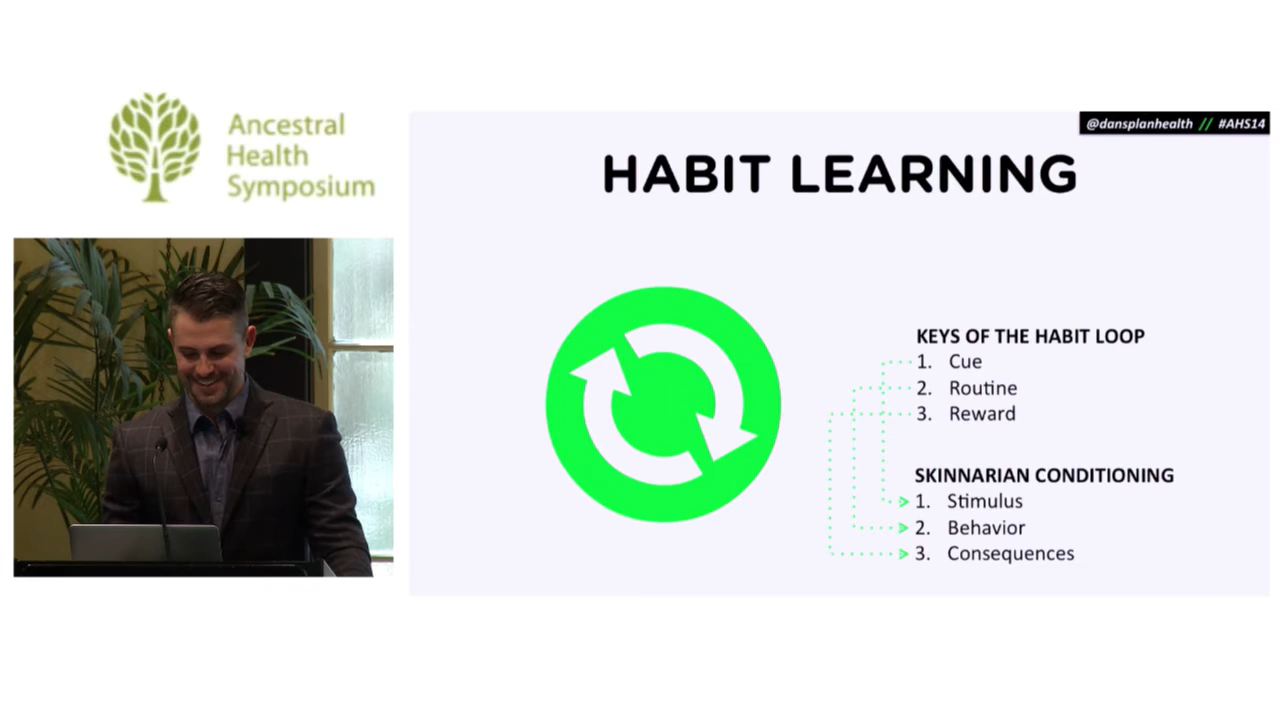 Ancestral
Health
Symposium
@dansplanhealth // #AHS14
HABIT LEARNING
KEYS OF THE HABIT LOOP
1. Cue
2. Routine
3. Reward
SKINNARIAN CONDITIONING
1. Stimulus
2. Behavior
3. Consequences